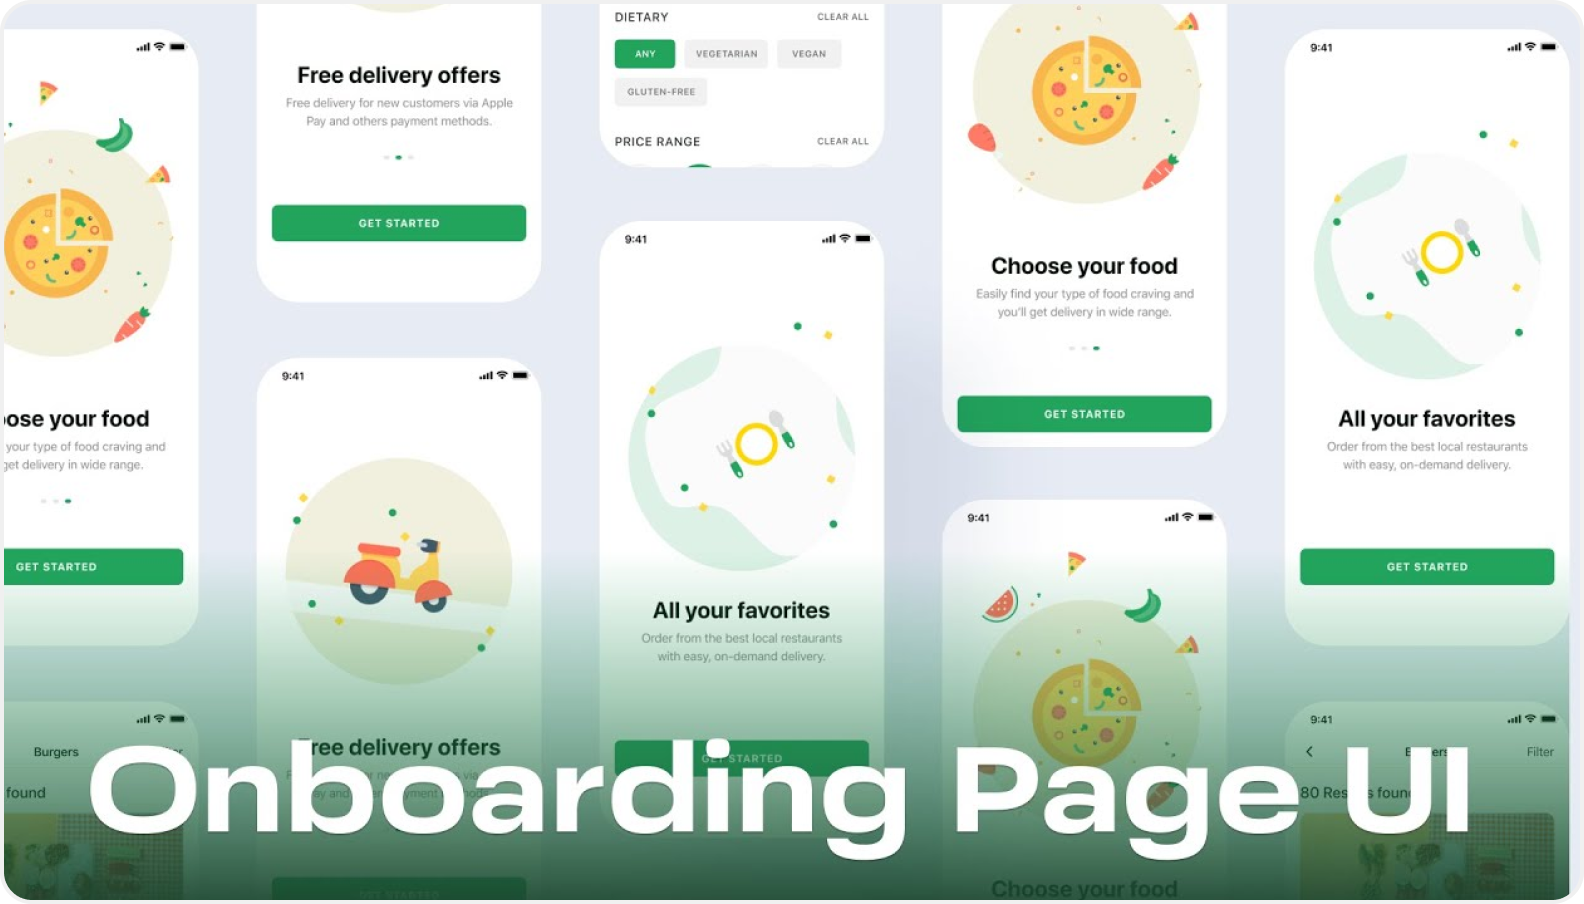 9:41
ose your food
your type of food craving and
get delivery in wide range.
GET STARTED
Burgers
found
Free delivery offers
Free delivery for new customers via Apple
Pay and others payment methods.
GET STARTED
9:41
Free delivery offers
GET STARTED
DIETARY
CLEAR ALL
ANY
VEGETARIAN
VEGAN
GLUTEN-FREE
PRICE RANGE
CLEAR ALL
9:41
All your favorites
Order from the best local restaurants
with easy, on-demand delivery.
GET STARTED
Choose your food
Easily find your type of food craving and
you'll get delivery in wide range.
GET STARTED
9:41
Choose your food
9:41
All your favorites
Order from the best local restaurants
with easy, on-demand delivery.
GET STARTED
9:41
Filter
80 Res s found
Onboarding Page UI